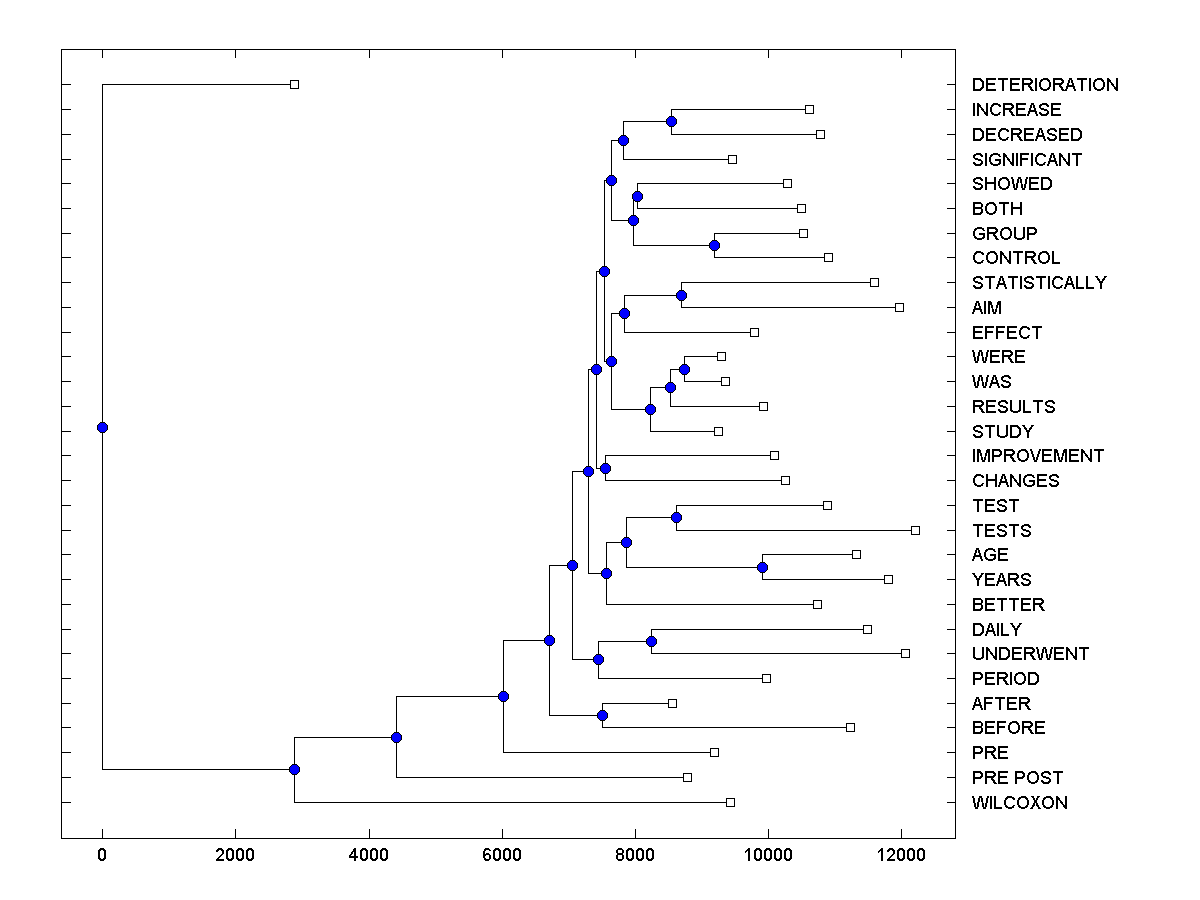 DETERIORATION
INCREASE
DECREASED
SIGNIFICANT
SHOWED
BOTH
GROUP
CONTROL
STATISTICALLY
AIM
EFFECT
WERE
WAS
RESULTS
STUDY
IMPROVEMENT
CHANGES
TEST
TESTS
AGE
YEARS
BETTER
DAILY
UNDERWENT
PERIOD
AFTER
BEFORE
PRE
PRE POST
WILCOXON
0 2000 4000 6000 8000 10000 12000